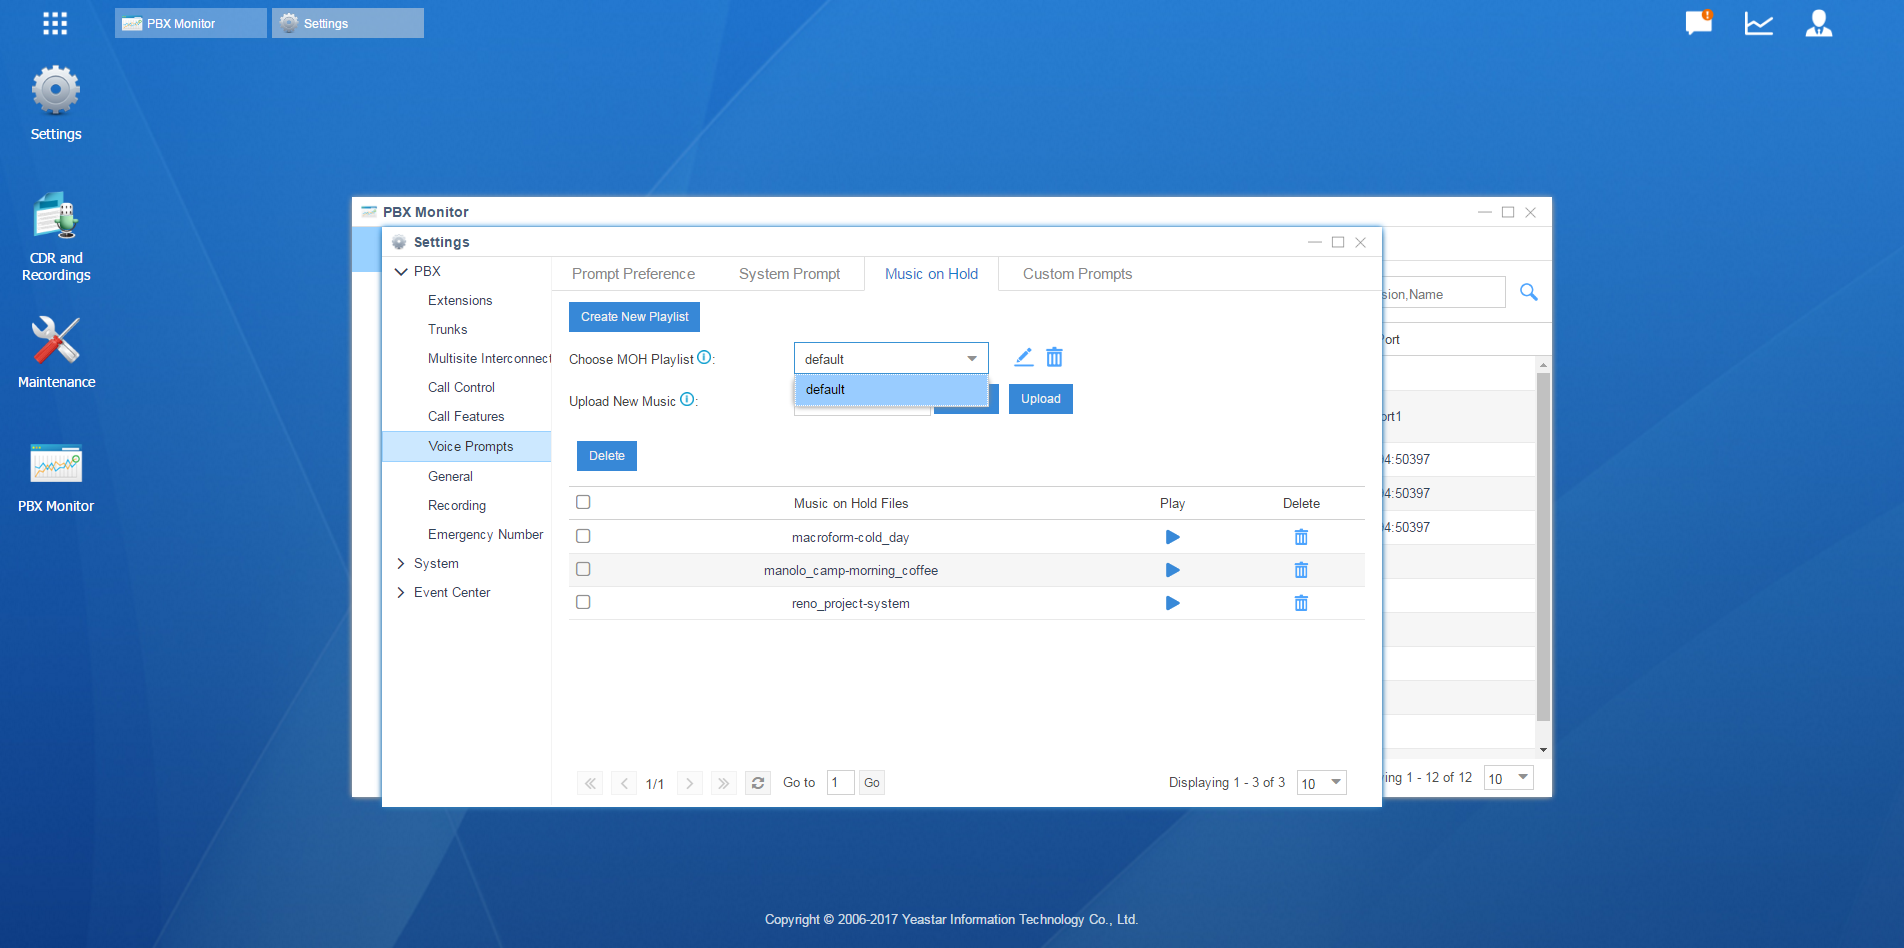 PBX Monitor
Settings
Settings
CDR and
Recordings
Maintenance
PBX Monitor
PBX Monitor
Settings
PBX
Extensions
Trunks
Multisite Interconnect
Call Control
Call Features
Voice Prompts
General
Recording
Emergency Number
System
Event Center
Prompt Preference
System Prompt
Music on Hold
Custom Prompts
Create New Playlist
Choose MOH Playlist :
default
default
Upload New Music :
Upload
Delete
Music on Hold Files
Play
Delete
macroform-cold_day
manolo_camp-morning_coffee
reno_project-system
1/1
Go to
1
Go
Displaying 1 - 3 of 3
10
sion,Name
Port
ort1
04:50397
04:50397
04:50397
ing 1 - 12 of 12
10
Copyright © 2006-2017 Yeastar Information Technology Co., Ltd.